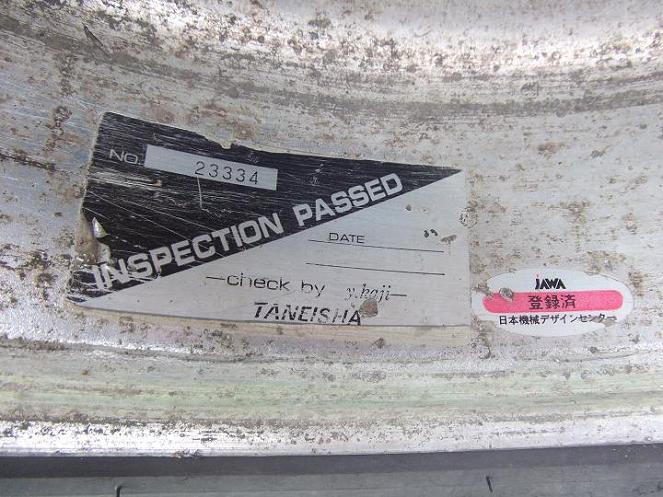 NO. 23334
INSPECTION PASSED
DATE
check by y.kaji
TANEISHA
JAWA
登録済
日本機械デザインセンター